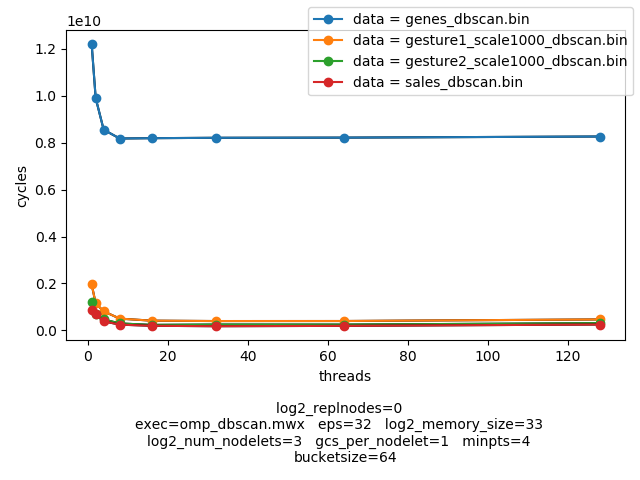 1e10
data = genes_dbscan.bin
data = gesture1_scale1000_dbscan.bin
data = gesture2_scale1000_dbscan.bin
data = sales_dbscan.bin
1.2
1.0
0.8
0.6
0.4
0.2
0.0
cycles
0 20 40 60 80 100 120
threads
log2_replnodes=0
exec=omp_dbscan.mwx eps=32 log2_memory_size=33
log2_num_nodelets=3 gcs_per_nodelet=1 minpts=4
bucketsize=64